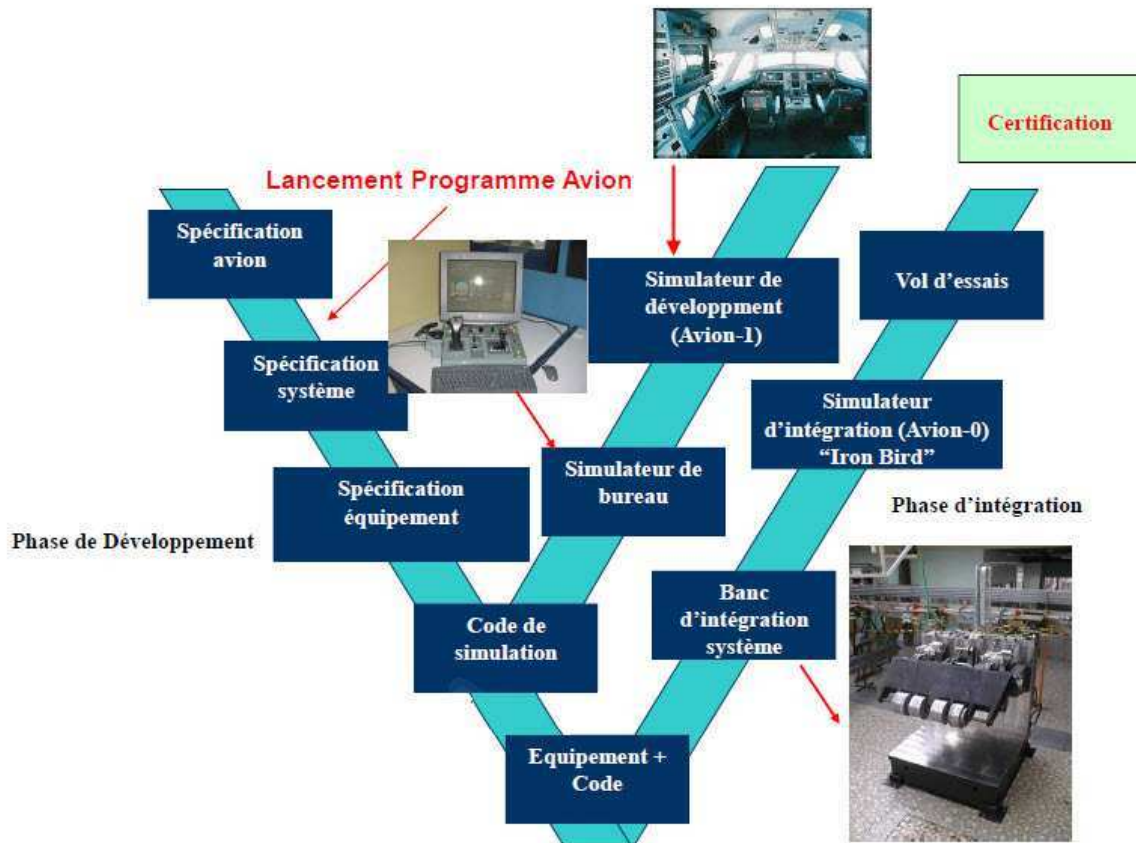 Certification
Lancement Programme Avion
Spécification
avion
Simulateur de
développment
(Avion-1)
Vol d’essais
Spécification
système
Simulateur
d’intégration (Avion-0)
“Iron Bird”
Simulateur de
bureau
Spécification
équipement
Phase d’intégration
Phase de Développement
Banc
d’intégration
système
Code de
simulation
Equipement +
Code